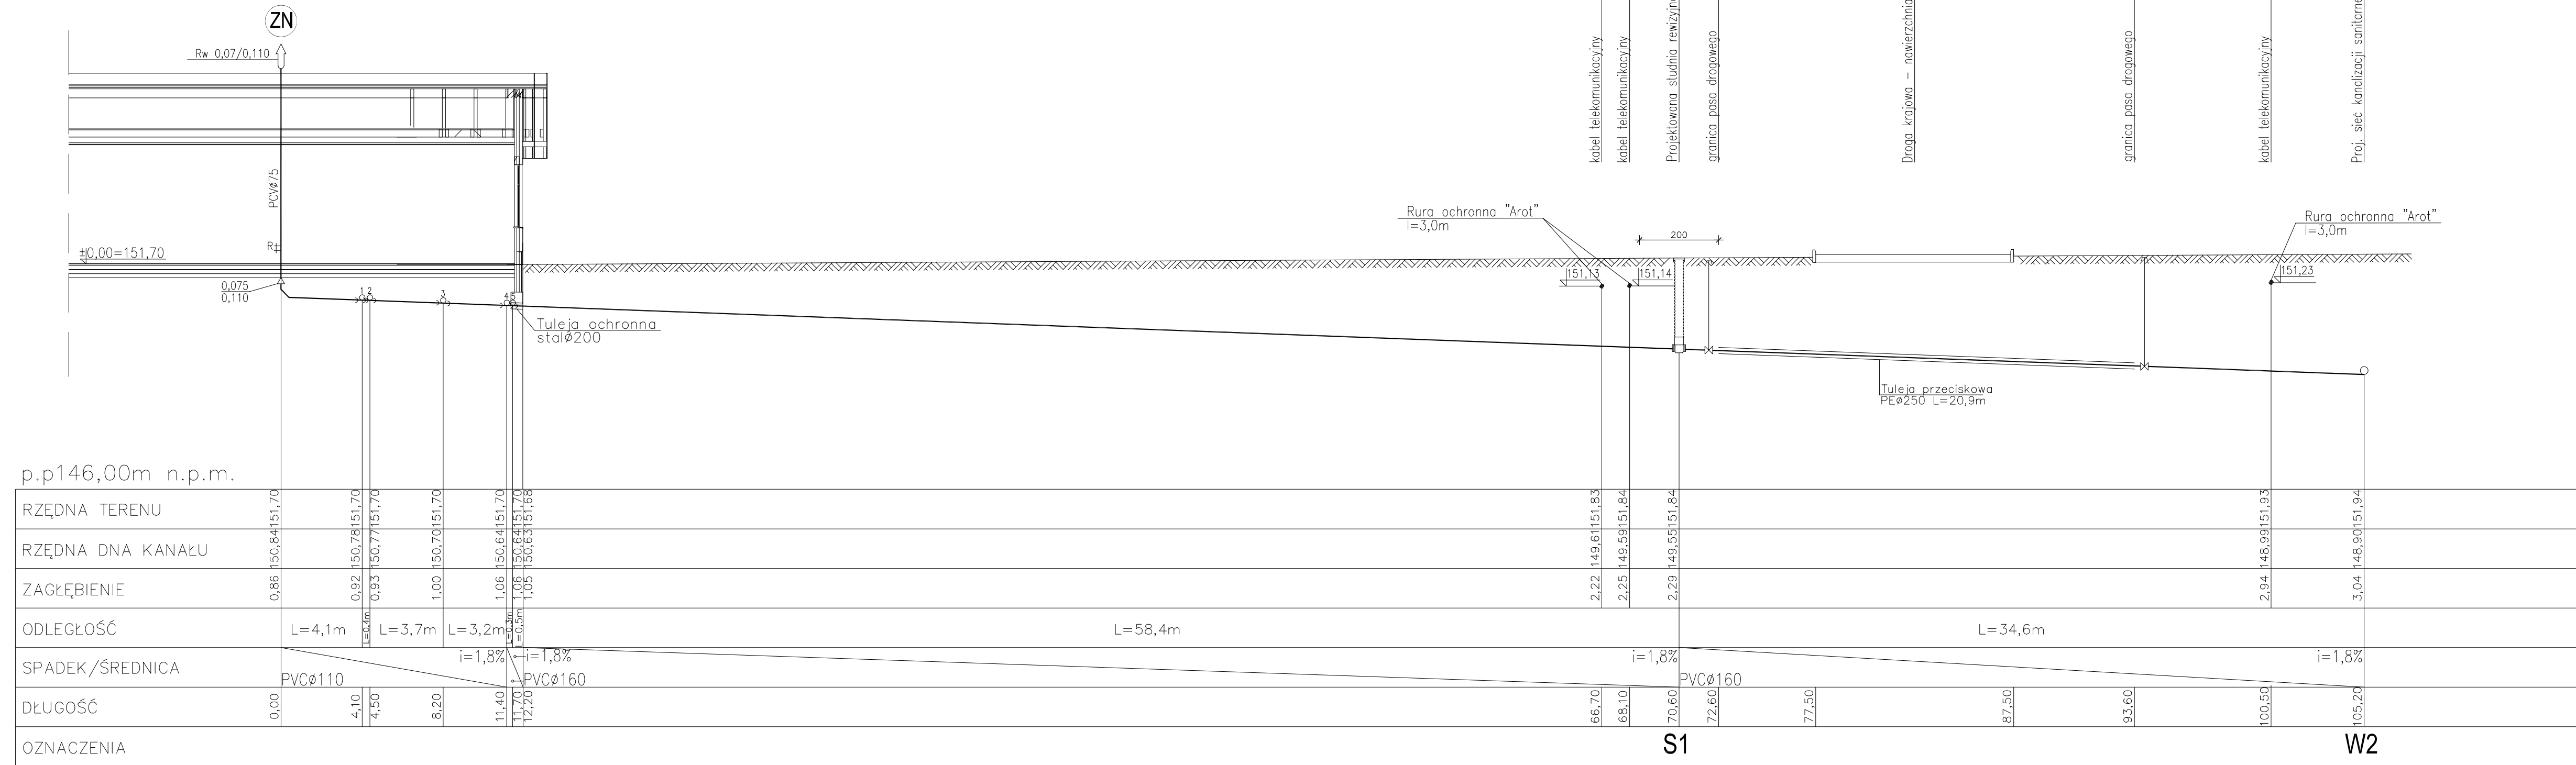 ZN
Rw 0,07/0,110
PCVø75
R
±0,00=151,70
0,075
0,110
1 2
3
4 5
Tuleja ochronna
stalø200
kabel telekomunikacyjny
kabel telekomunikacyjny
Projektowana studnia
granica pasa drogowego
Droga krajowa - nawierzchnia
granica pasa drogowego
kabel telekomunikacyjny
Proj. sieć kanalizacji
Rura ochronna "Arot"
l=3,0m
200
151,13
151,14
Rura ochronna "Arot"
l=3,0m
151,23
Tuleja przeciskowa
PEø250 L=20,9m
p.p146,00m n.p.m.
RZĘDNA TERENU 151,70 151,70 151,70 151,70 151,70 151,70 151,68 151,83 151,84 151,84 151,93 151,94
RZĘDNA DNA KANAŁU 150,84 150,78 150,77 150,70 150,64 150,64 150,63 149,61 149,59 149,55 148,99 148,90
ZAGŁĘBIENIE 0,86 0,92 0,93 1,00 1,06 1,06 1,05 2,22 2,25 2,29 2,94 3,04
ODLEGŁOŚĆ L=4,1m L=0,4m L=3,7m L=3,2m L=0,3m L=0,5m L=58,4m L=34,6m
SPADEK/ŚREDNICA i=1,8% i=1,8% i=1,8% i=1,8%
PVCø110 PVCø160 PVCø160
DŁUGOŚĆ 0,00 4,10 4,50 8,20 11,40 11,70 12,20 66,70 68,10 70,60 72,60 77,50 87,50 93,60 100,50 105,20
OZNACZENIA S1 W2